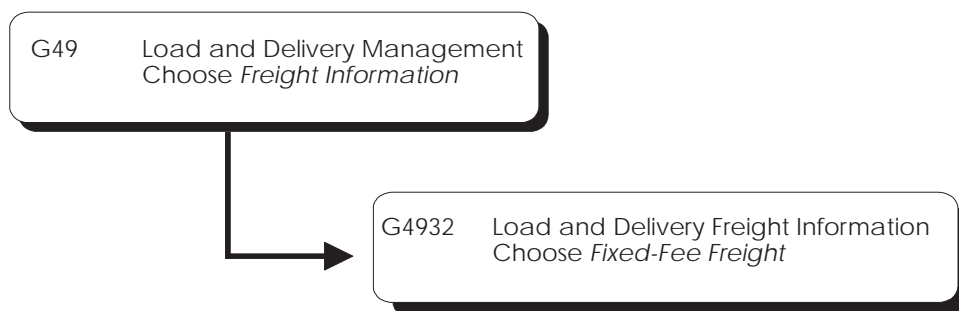 G49 Load and Delivery Management
Choose Freight Information
G4932 Load and Delivery Freight Information
Choose Fixed-Fee Freight